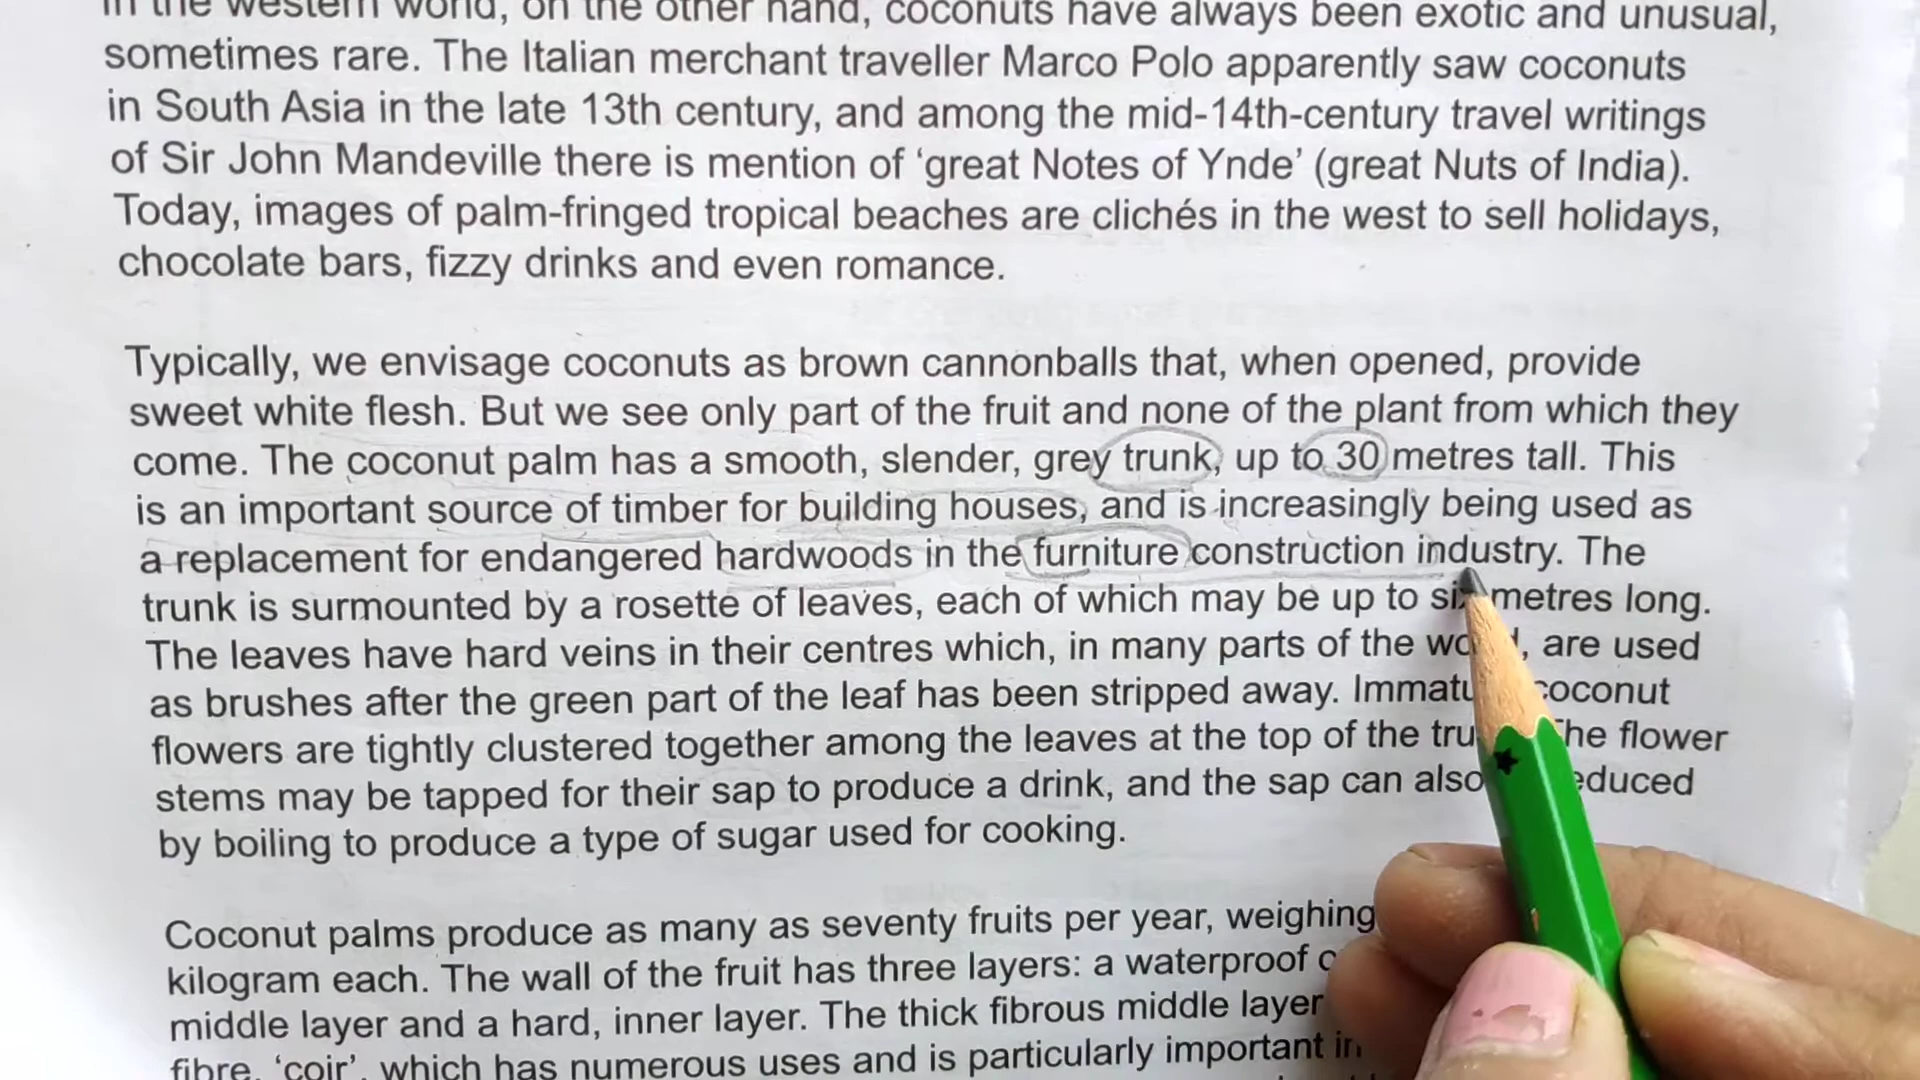 in the western world, on the other hand, coconuts have always been exotic and unusual,
sometimes rare. The Italian merchant traveller Marco Polo apparently saw coconuts
in South Asia in the late 13th century, and among the mid-14th-century travel writings
of Sir John Mandeville there is mention of ‘great Notes of Ynde’ (great Nuts of India).
Today, images of palm-fringed tropical beaches are clichés in the west to sell holidays,
chocolate bars, fizzy drinks and even romance.
Typically, we envisage coconuts as brown cannonballs that, when opened, provide
sweet white flesh. But we see only part of the fruit and none of the plant from which they
come. The coconut palm has a smooth, slender, grey trunk, up to 30 metres tall. This
is an important source of timber for building houses, and is increasingly being used as
a replacement for endangered hardwoods in the furniture construction industry. The
trunk is surmounted by a rosette of leaves, each of which may be up to six metres long.
The leaves have hard veins in their centres which, in many parts of the are used
as brushes after the green part of the leaf has been stripped away. coconut
flowers are tightly clustered together among the leaves at the top of the The flower
stems may be tapped for their sap to produce a drink, and the sap can also
by boiling to produce a type of sugar used for cooking.
Coconut palms produce as many as seventy fruits per year, weighing
kilogram each. The wall of the fruit has three layers: a waterproof
middle layer and a hard, inner layer. The thick fibrous middle layer
fibre, ‘coir’, which has numerous uses and is particularly important in